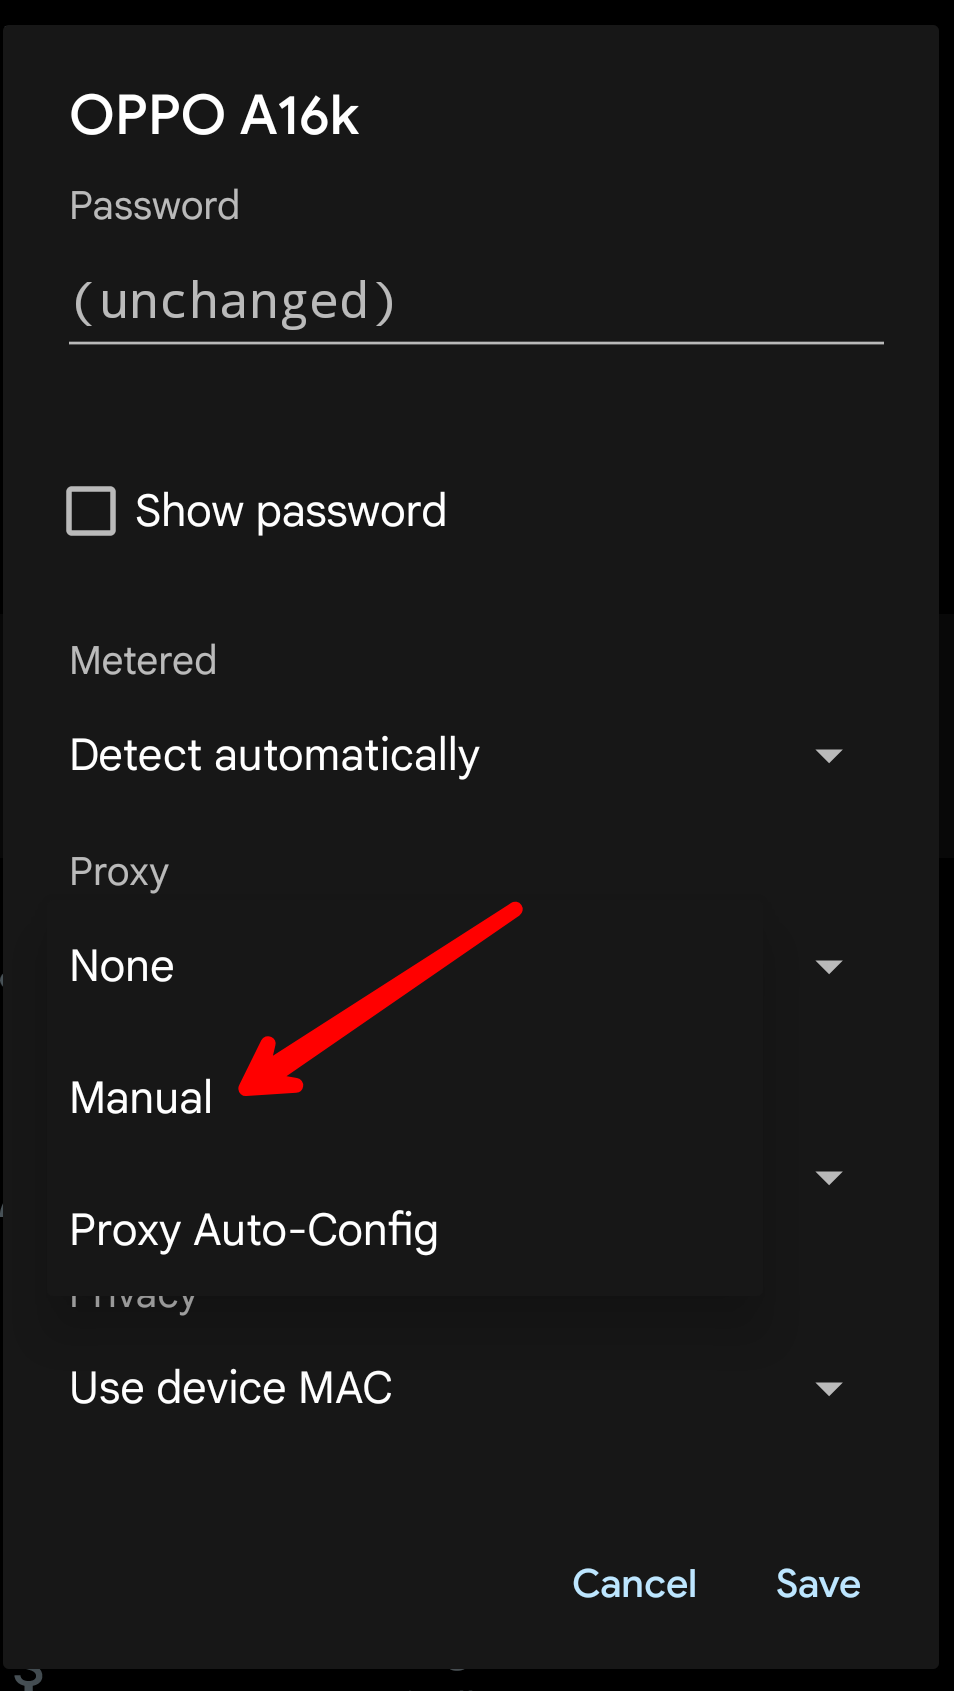 OPPO A16k
Password
(unchanged)
Show password
Metered
Detect automatically
Proxy
None
Manual
Proxy Auto-Config
Privacy
Use device MAC
Cancel
Save